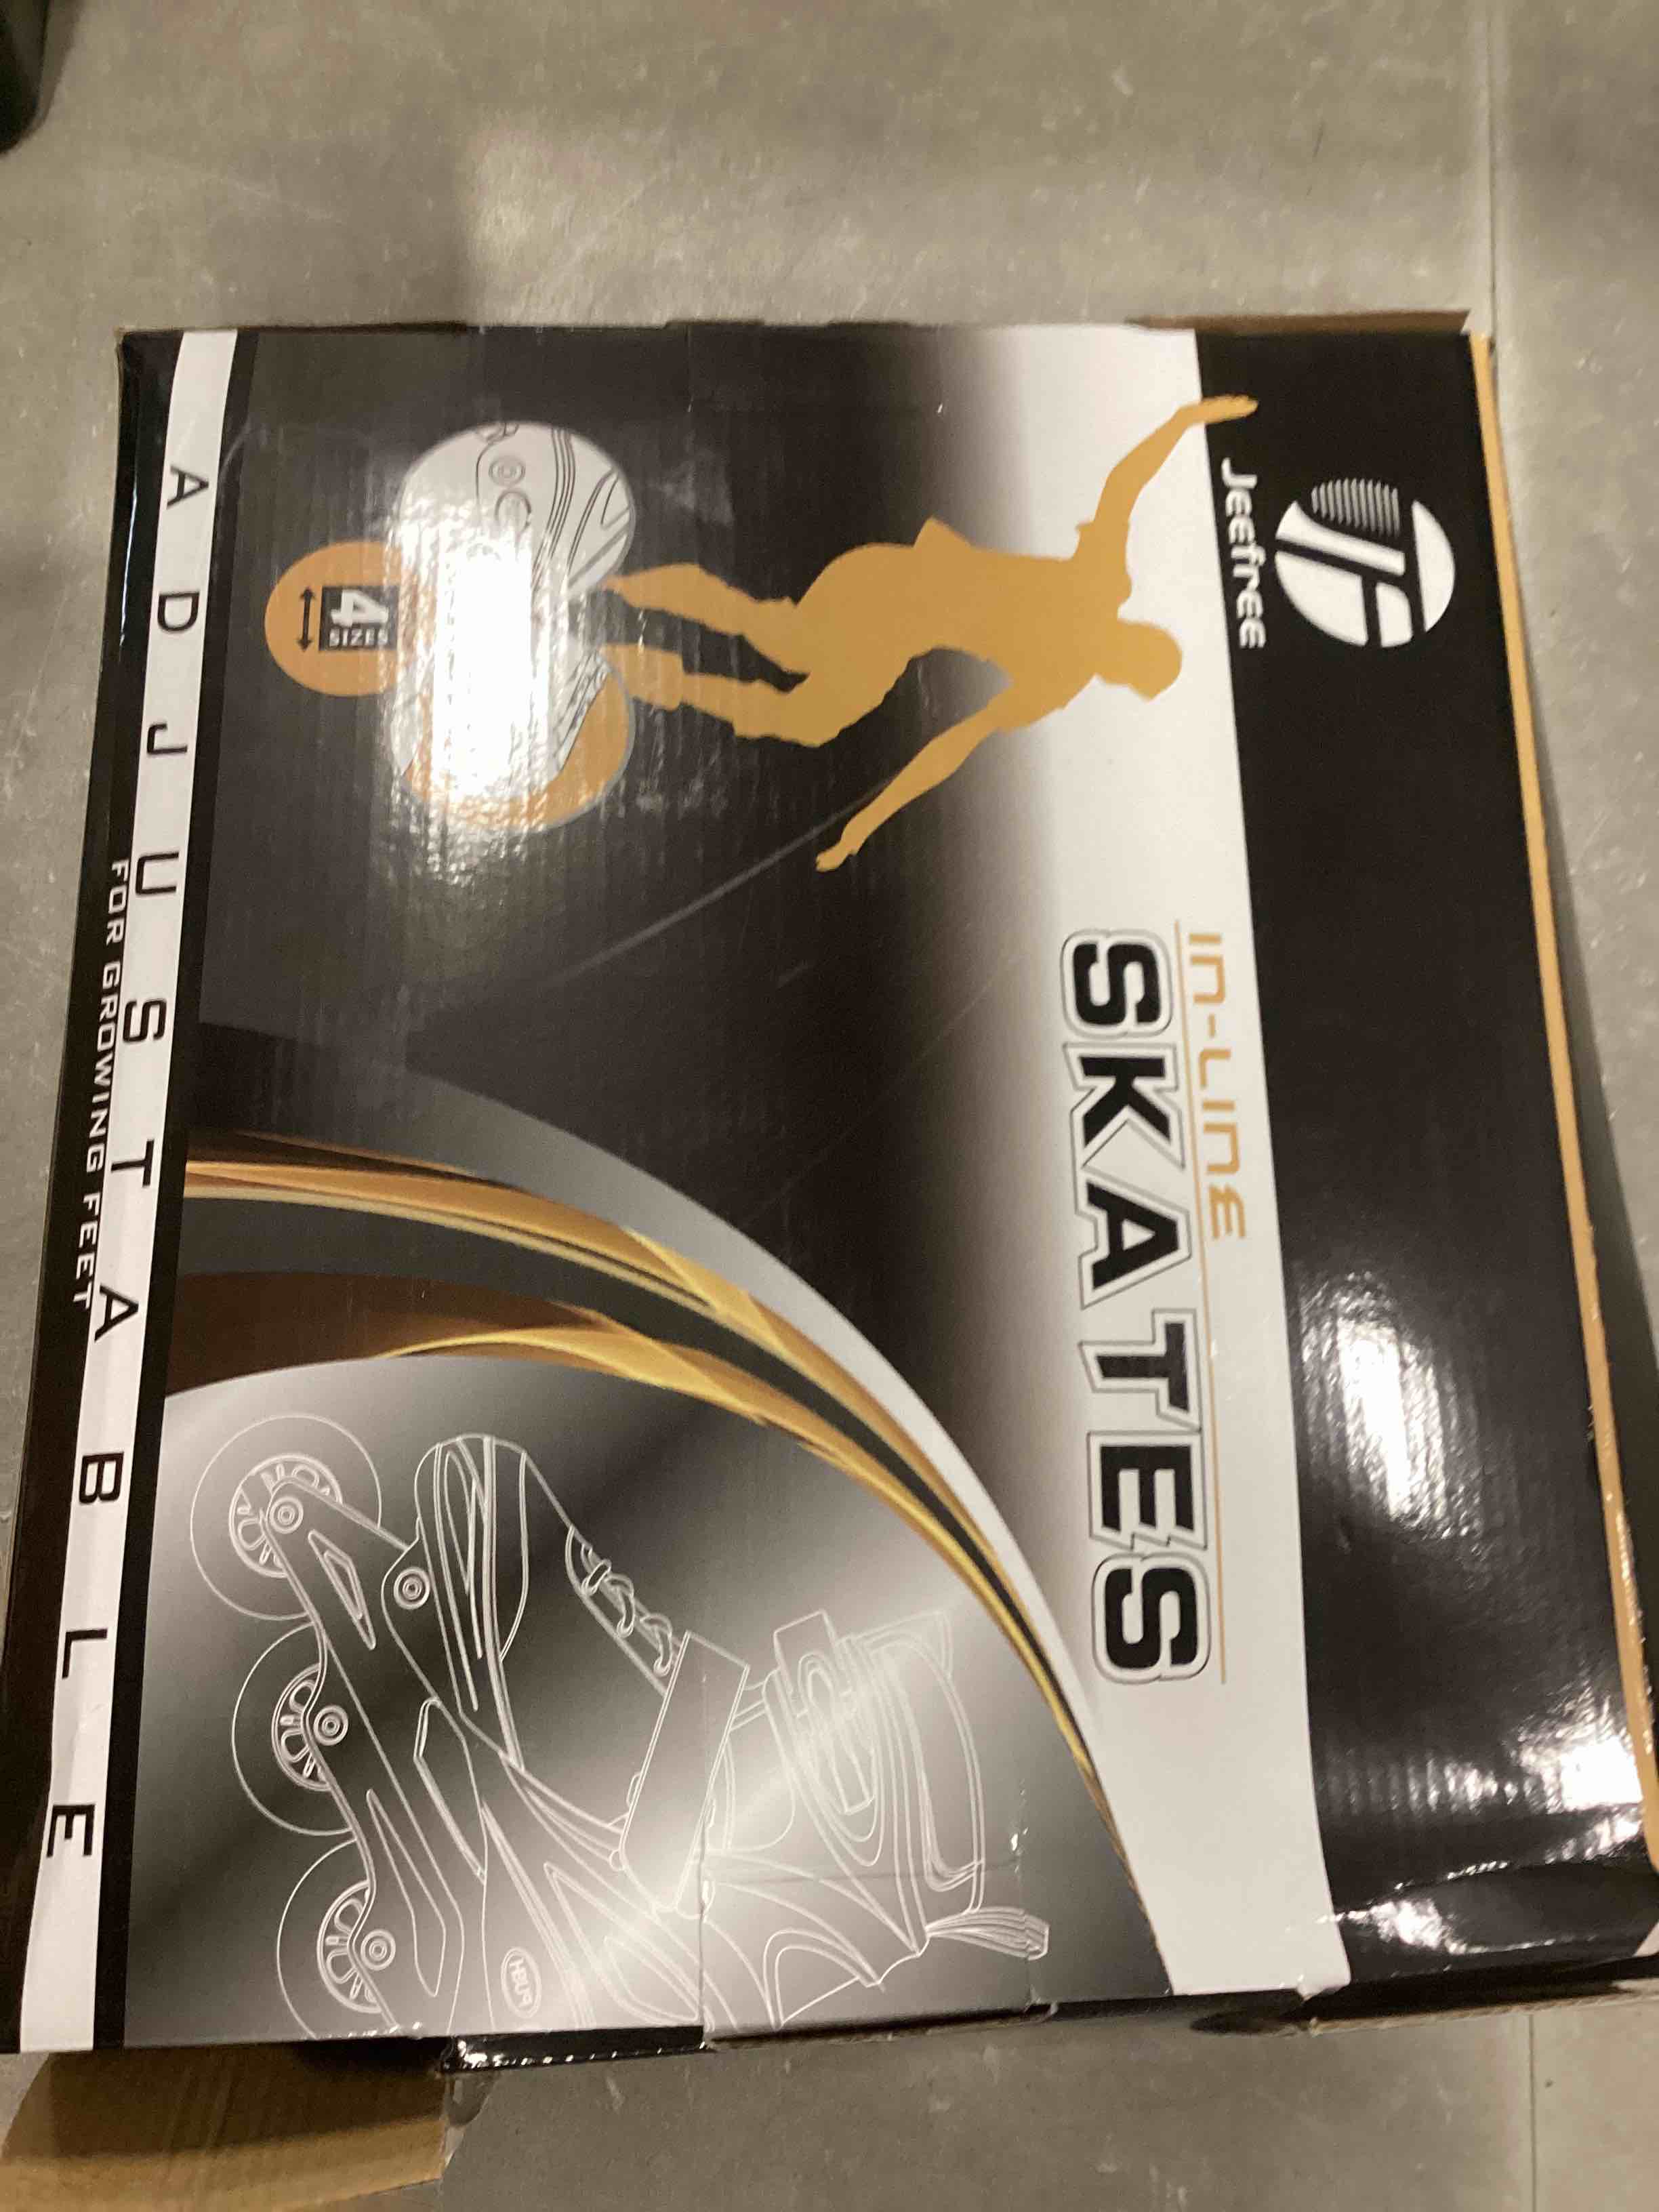 Jeefree
IN-LINE
SKATES
4
SIZES
ADJUSTABLE
FOR GROWING FEET